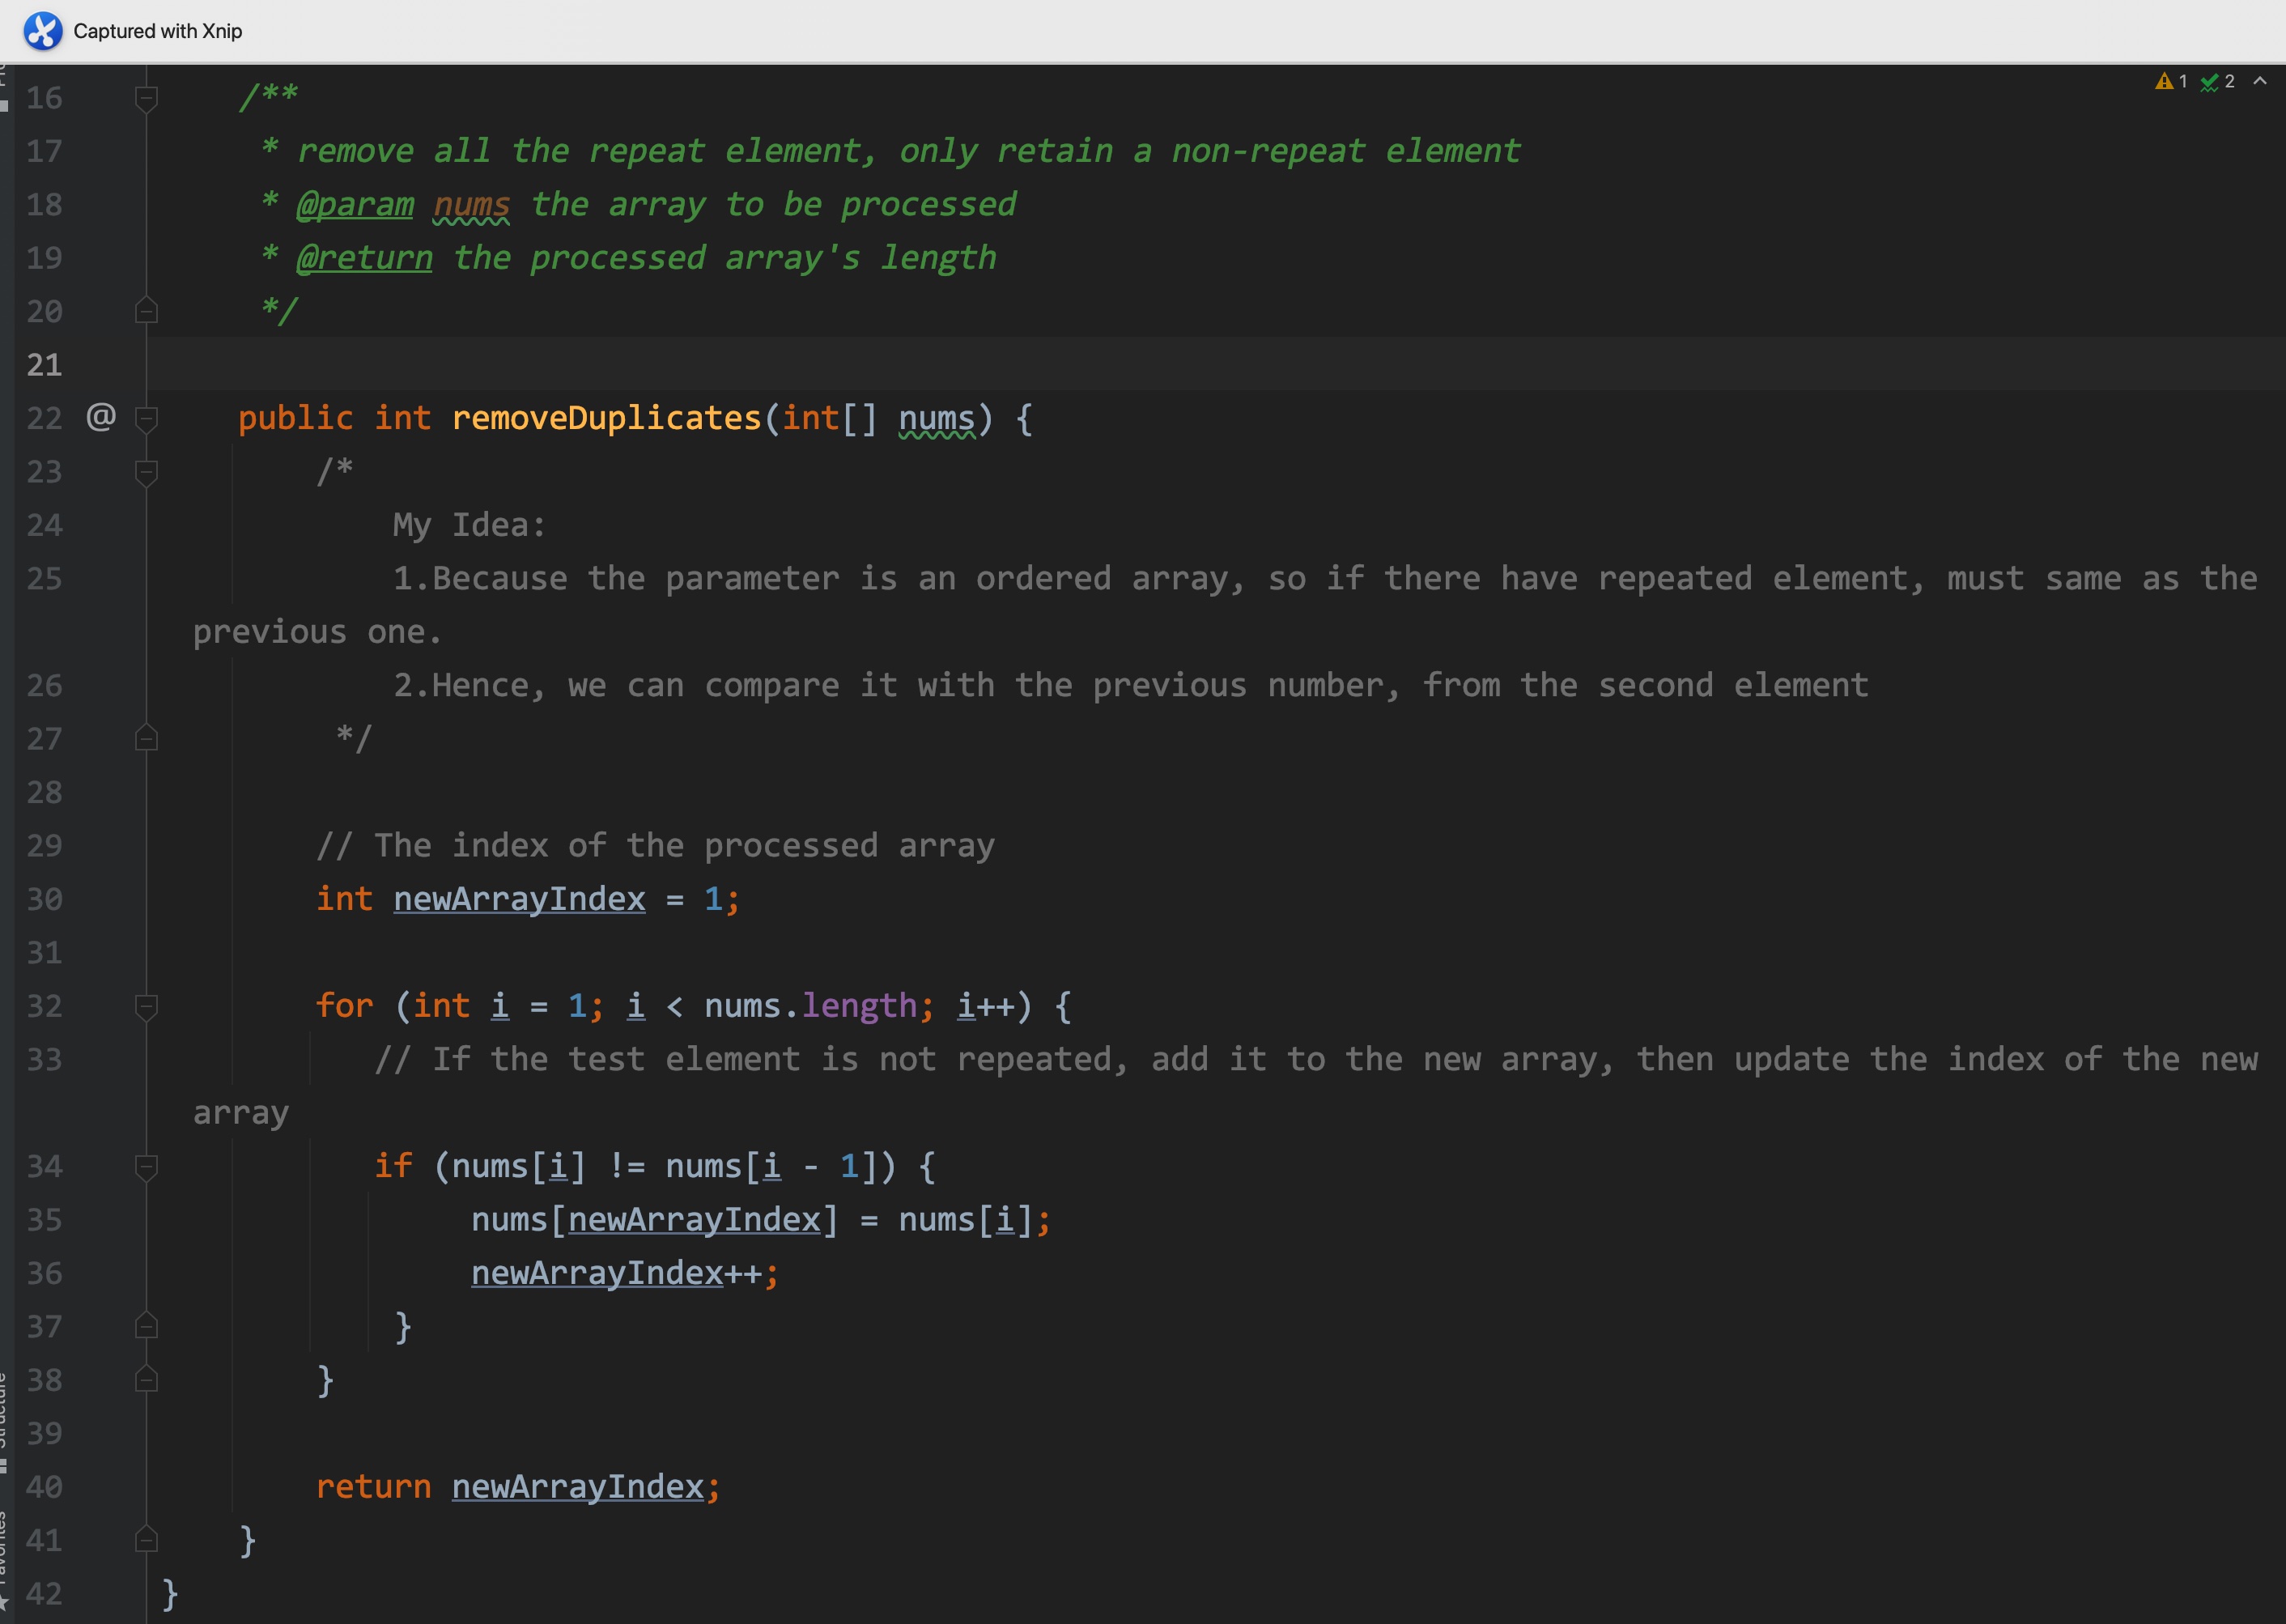 Captured with Xnip
1 2
16 /**
17 * remove all the repeat element, only retain a non-repeat element
18 * @param nums the array to be processed
19 * @return the processed array's length
20 */
21
22 @ public int removeDuplicates(int[] nums) {
23 /*
24 My Idea:
25 1.Because the parameter is an ordered array, so if there have repeated element, must same as the
previous one.
26 2.Hence, we can compare it with the previous number, from the second element
27 */
28
29 // The index of the processed array
30 int newArrayIndex = 1;
31
32 for (int i = 1; i < nums.length; i++) {
33 // If the test element is not repeated, add it to the new array, then update the index of the new
array
34 if (nums[i] != nums[i - 1]) {
35 nums[newArrayIndex] = nums[i];
36 newArrayIndex++;
37 }
38 }
39
40 return newArrayIndex;
41 }
42 }
Structure
Favorites